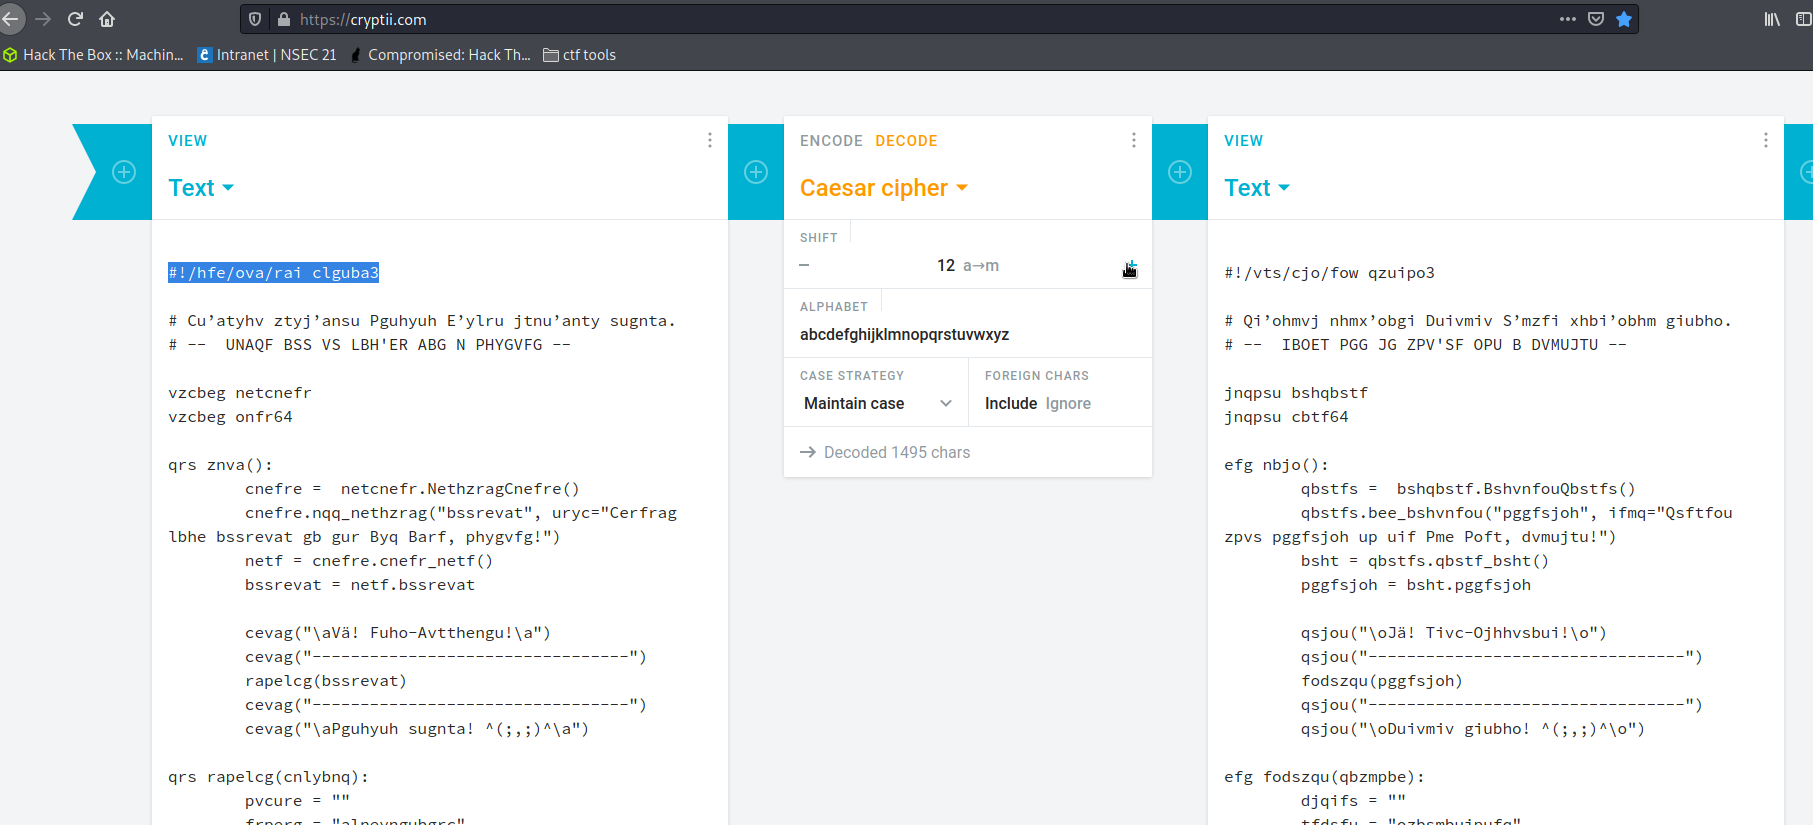 https://cryptii.com
Hack The Box :: Machin... Intranet | NSEC 21 Compromised: Hack Th... ctf tools
VIEW
Text
#!/hfe/ova/rai clguba3
# Cu’atyhv ztyj’ansu Pguhyuh E’ylru jtnu’anty sugnta.
# --  UNAQF BSS VS LBH'ER ABG N PHYGVFG --
vzcbeg netcnefr
vzcbeg onfr64
qrs znva():
cnefre =  netcnefr.NethzragCnefre()
cnefre.nqq_nethzrag("bssrevat", uryc="Cerfrag
lbhe bssrevat gb gur Byq Barf, phygvfg!")
netf = cnefre.cnefr_netf()
bssrevat = netf.bssrevat
cevag("\aVä! Fuho-Avtthengu!\a")
cevag("---------------------------------")
rapelcg(bssrevat)
cevag("---------------------------------")
cevag("\aPguhyuh sugnta! ^(;,;)^\a")
qrs rapelcg(cnlybnq):
pvcure = ""
frperg = "alneyngubgrc"
ENCODE DECODE
Caesar cipher
SHIFT
− 12 a→m +
ALPHABET
abcdefghijklmnopqrstuvwxyz
CASE STRATEGY
Maintain case
FOREIGN CHARS
Include Ignore
→ Decoded 1495 chars
VIEW
Text
#!/vts/cjo/fow qzuipo3
# Qi’ohmvj nhmx’obgi Duivmiv S’mzfi xhbi’obhm giubho.
# --  IBOET PGG JG ZPV'SF OPU B DVMUJTU --
jnqpsu bshqbstf
jnqpsu cbtf64
efg nbjo():
qbstfs =  bshqbstf.BshvnfouQbstfs()
qbstfs.bee_bshvnfou("pggfsjoh", ifmq="Qsftfou
zpvs pggfsjoh up uif Pme Poft, dvmujtu!")
bsht = qbstfs.qbstf_bsht()
pggfsjoh = bsht.pggfsjoh
qsjou("\oJä! Tivc-Ojhhvsbui!\o")
qsjou("---------------------------------")
fodszqu(pggfsjoh)
qsjou("---------------------------------")
qsjou("\oDuivmiv giubho! ^(;,;)^\o")
efg fodszqu(qbzmpbe):
djqifs = ""